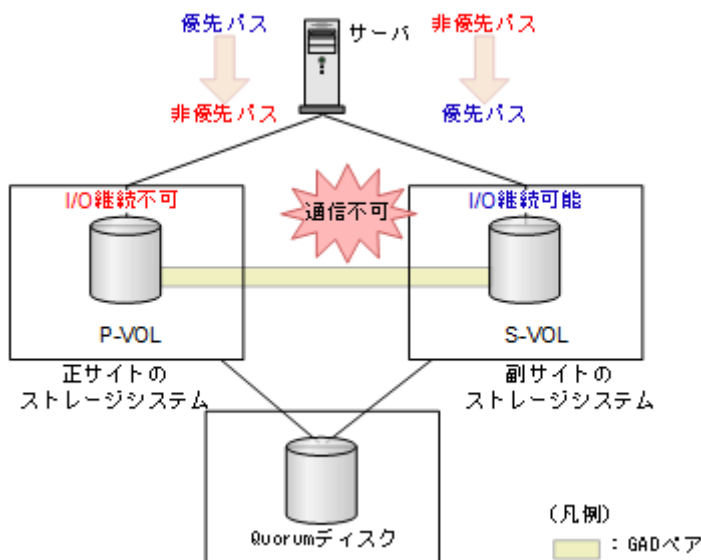 優先パス
サーバ
非優先パス
非優先パス
優先パス
I/O継続不可
通信不可
I/O継続可能
P-VOL
S-VOL
正サイトの
ストレージシステム
副サイトの
ストレージシステム
Quorumディスク
(凡例)
：GADペア